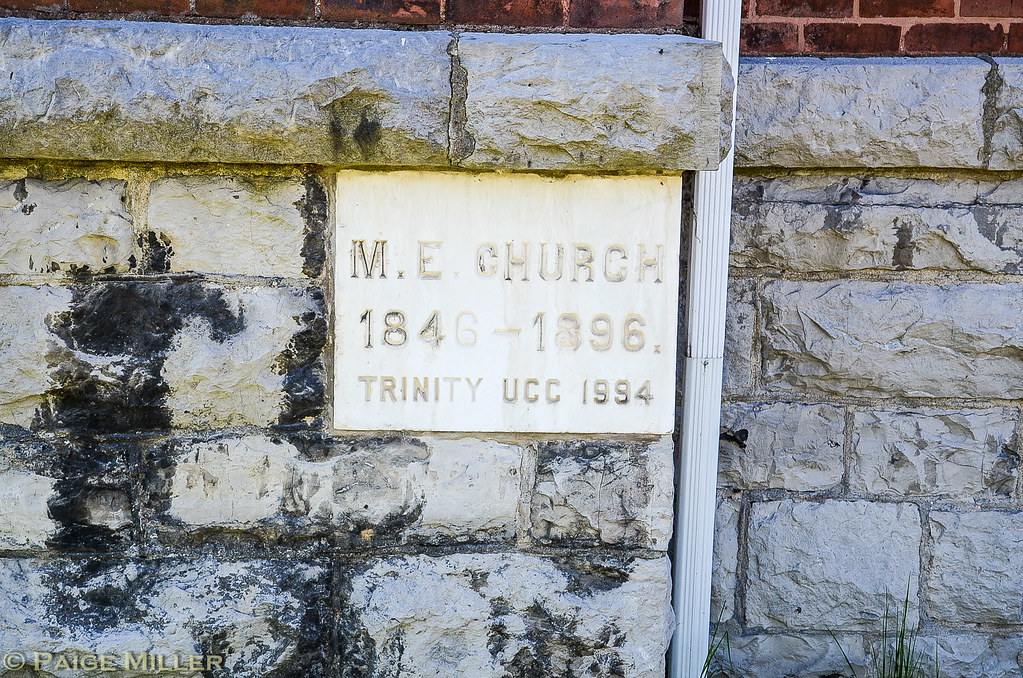 M. E. CHURCH
1846-1896.
TRINITY UCC 1994
© PAIGE MILLER